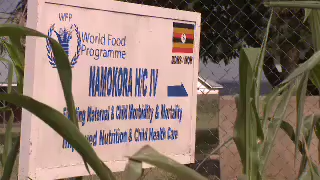 WFP
World Food
Programme
NAMOKORA H/C IV
Maternal & Child Morbidity & Mortality
Improved Nutrition & Child Health Care